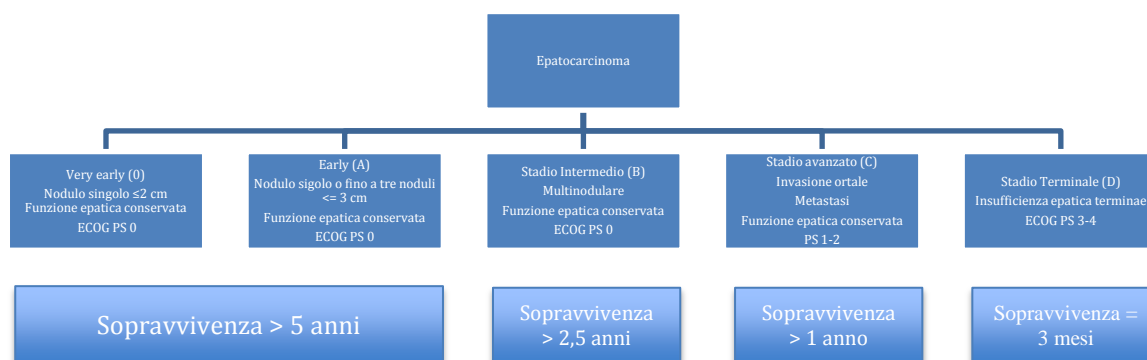 Epatocarcinoma
Very early (0)
Nodulo singolo ≤2 cm
Funzione epatica conservata
ECOG PS 0
Early (A)
Nodulo sigolo o fino a tre noduli
<= 3 cm
Funzione epatica conservata
ECOG PS 0
Stadio Intermedio (B)
Multinodulare
Funzione epatica conservata
ECOG PS 0
Stadio avanzato (C)
Invasione ortale
Metastasi
Funzione epatica conservata
PS 1-2
Stadio Terminale (D)
Insufficienza epatica terminae
ECOG PS 3-4
Sopravvivenza > 5 anni
Sopravvivenza
> 2,5 anni
Sopravvivenza
> 1 anno
Sopravvivenza =
3 mesi